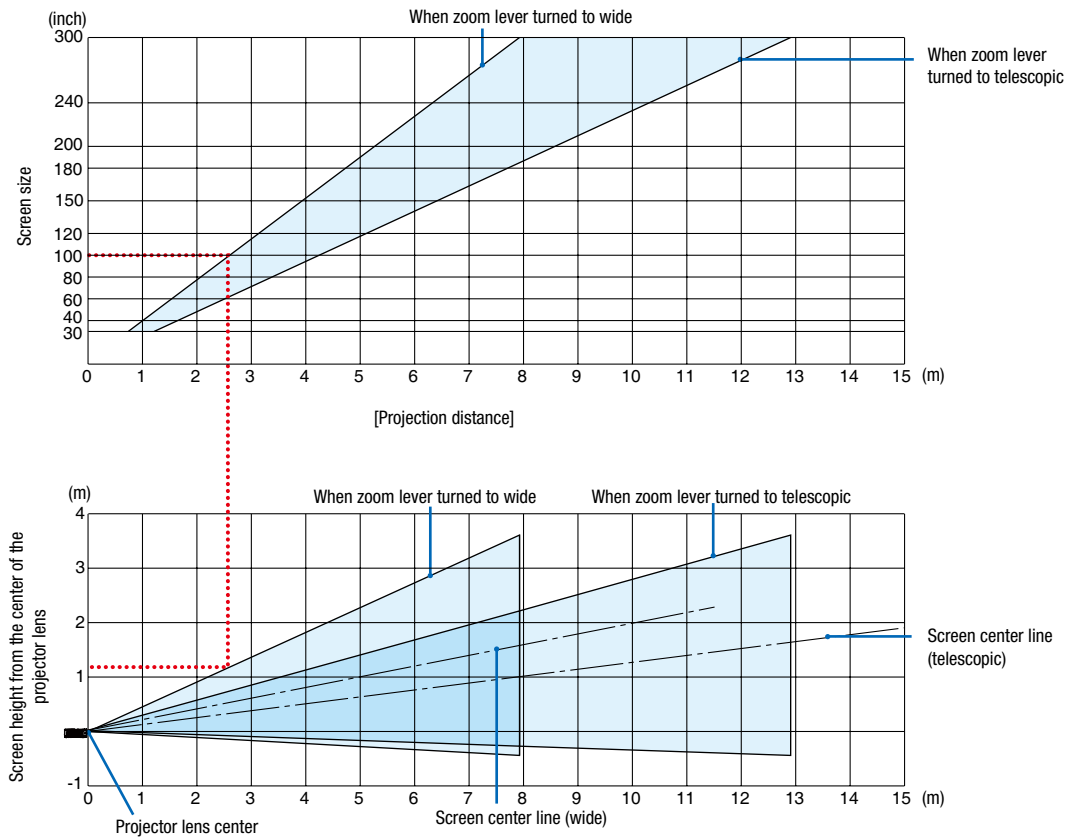 (inch)
When zoom lever turned to wide
300
240
200
180
150
120
100
80
60
40
30
Screen size
When zoom lever
turned to telescopic
0 1 2 3 4 5 6 7 8 9 10 11 12 13 14 15 (m)
[Projection distance]
(m)
When zoom lever turned to wide
When zoom lever turned to telescopic
4
3
2
1
-1
Screen height from the center of the
projector lens
Screen center line
(telescopic)
0 1 2 3 4 5 6 7 8 9 10 11 12 13 14 15 (m)
Projector lens center
Screen center line (wide)